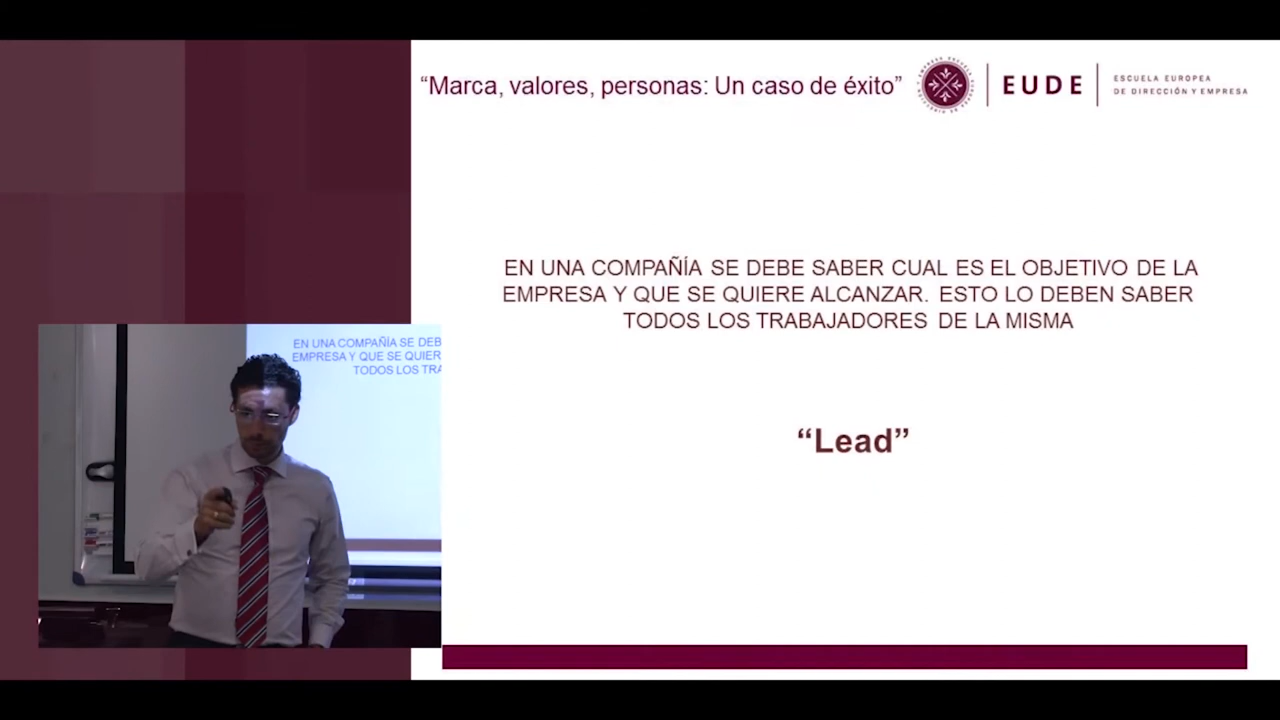 “Marca, valores, personas: Un caso de éxito”
EUDE
ESCUELA EUROPEA
DE DIRECCIÓN Y EMPRESA
EN UNA COMPAÑÍA SE DEBE SABER CUAL ES EL OBJETIVO DE LA
EMPRESA Y QUE SE QUIERE ALCANZAR. ESTO LO DEBEN SABER
TODOS LOS TRABAJADORES DE LA MISMA
“Lead”
EN UNA COMPAÑÍA SE DEB
EMPRESA Y QUE SE QUIER
TODOS LOS TRA